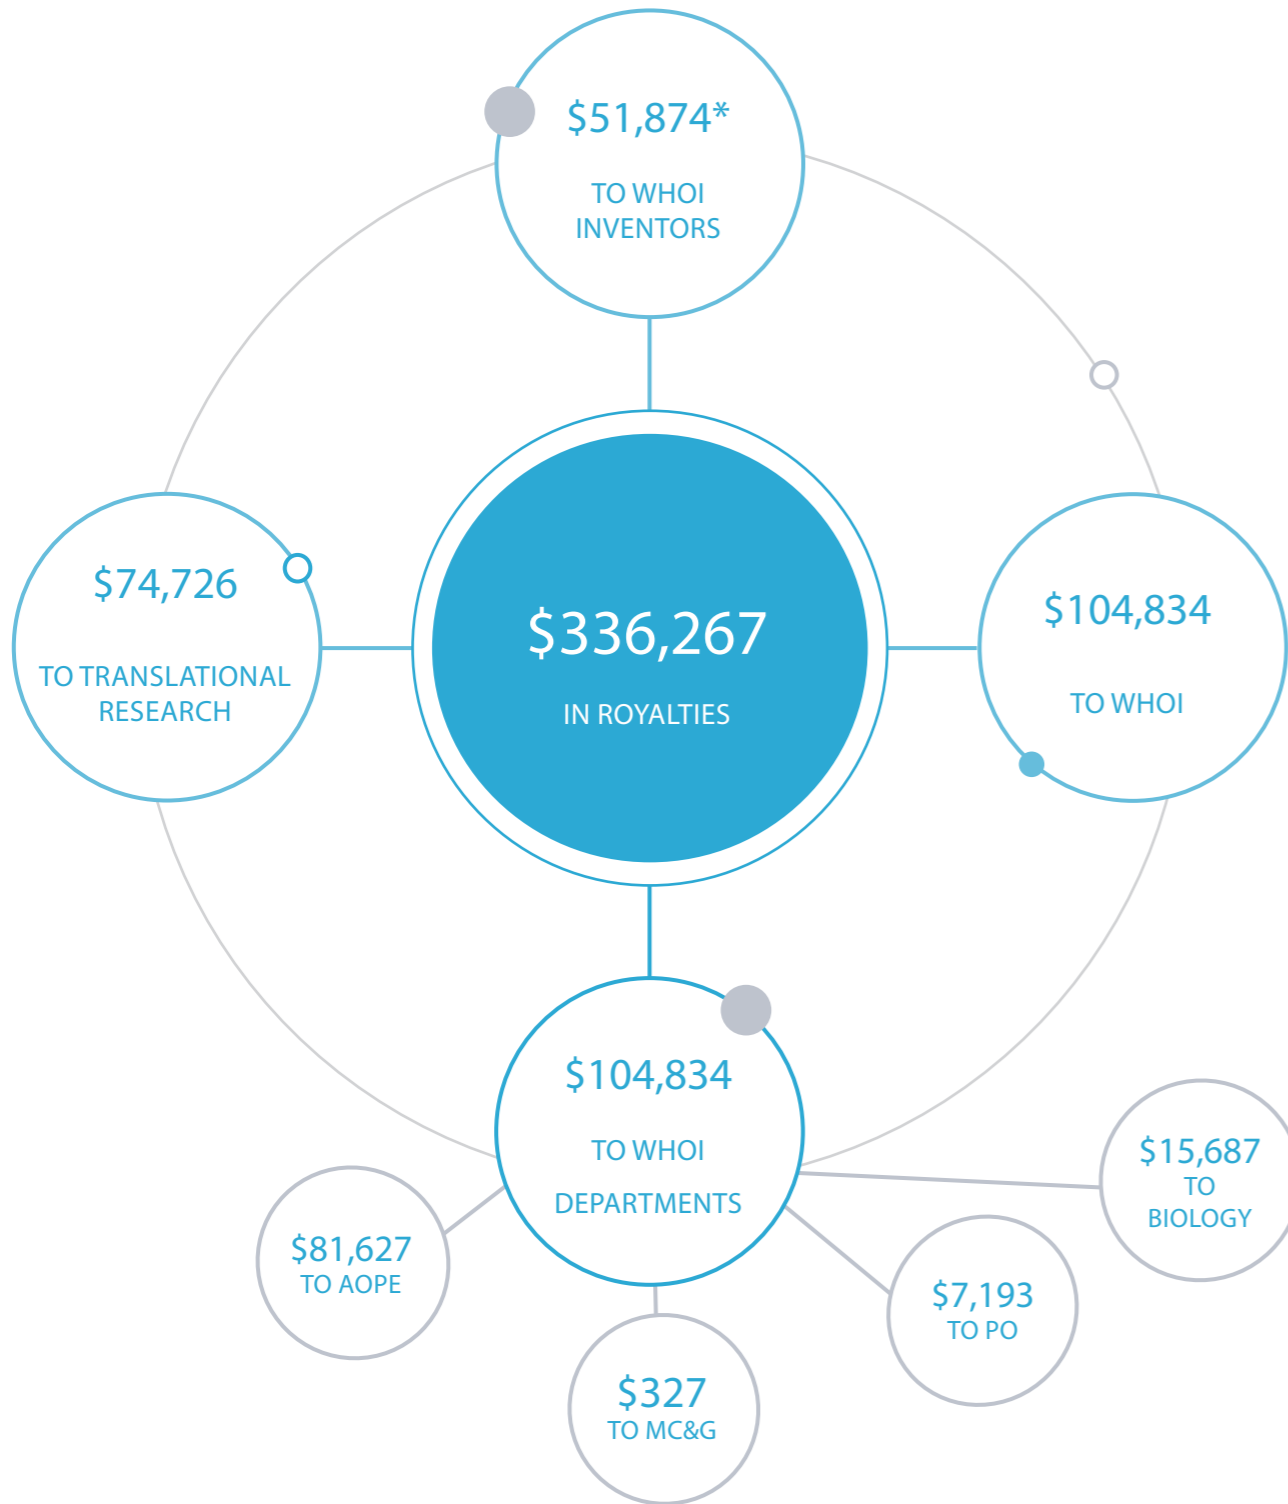 $51,874*
TO WHOI
INVENTORS
$74,726
TO TRANSLATIONAL
RESEARCH
$336,267
IN ROYALTIES
$104,834
TO WHOI
$104,834
TO WHOI
DEPARTMENTS
$81,627
TO AOPE
$327
TO MC&G
$7,193
TO PO
$15,687
TO
BIOLOGY